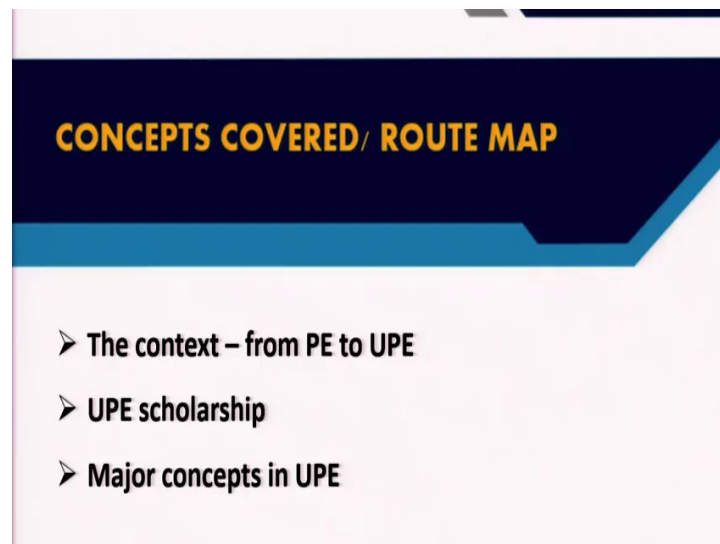 CONCEPTS COVERED/ ROUTE MAP
➤ The context – from PE to UPE
➤ UPE scholarship
➤ Major concepts in UPE